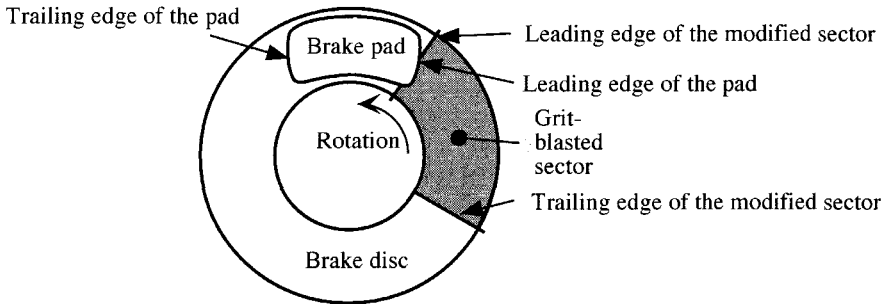 Trailing edge of the pad
Brake pad
Leading edge of the modified sector
Leading edge of the pad
Grit-
blasted
sector
Rotation
Trailing edge of the modified sector
Brake disc